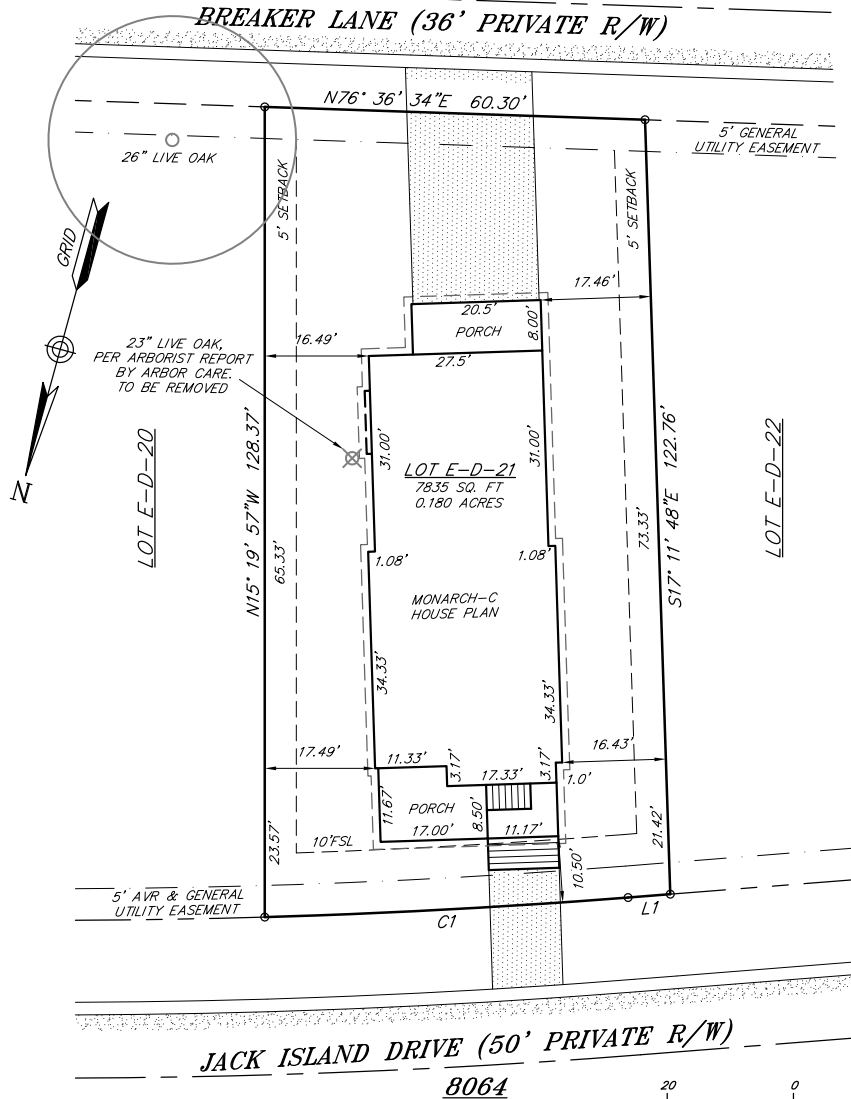 BREAKER LANE (36' PRIVATE R/W)
N76° 36' 34"E 60.30'
5' GENERAL
UTILITY EASEMENT
26" LIVE OAK
5' SETBACK
5' SETBACK
GRID
N
17.46'
20.5'
PORCH
8.00'
16.49'
27.5'
23" LIVE OAK,
PER ARBORIST REPORT
BY ARBOR CARE.
TO BE REMOVED
31.00'
31.00'
LOT E-D-21
7835 SQ. FT
0.180 ACRES
LOT E-D-20
N15° 19' 57"W 128.37'
65.33'
73.33'
S17° 11' 48"E 122.76'
LOT E-D-22
1.08'
1.08'
MONARCH-C
HOUSE PLAN
34.33'
34.33'
17.49'
11.33'
3.17'
17.33'
3.17'
16.43'
1.0'
11.67'
PORCH
17.00'
8.50'
11.17'
23.57'
10'FSL
10.50'
21.42'
5' AVR & GENERAL
UTILITY EASEMENT
C1
L1
JACK ISLAND DRIVE (50' PRIVATE R/W)
8064
20
0